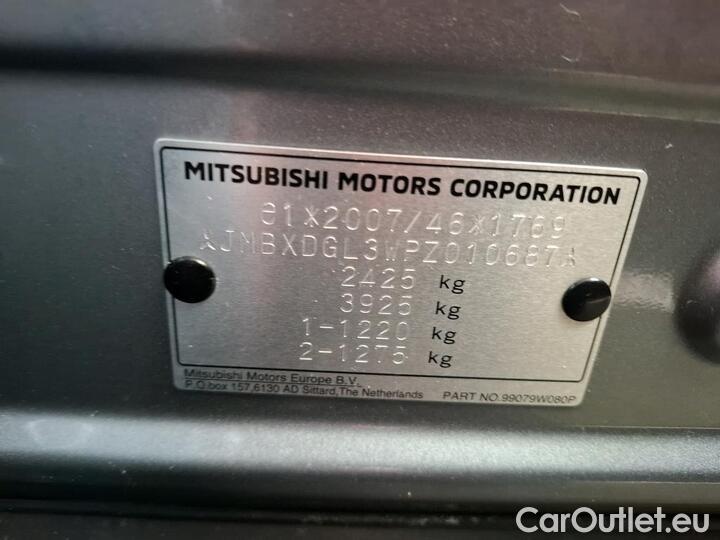 MITSUBISHI MOTORS CORPORATION
e1*2007/46*1769
*JMBXDGL3WPZ010687*
2425 kg
3925 kg
1-1220 kg
2-1275 kg
Mitsubishi Motors Europe B.V.
P.O.box 157,6130 AD Sittard,The Netherlands
PART NO.99079W080P
CarOutlet.eu